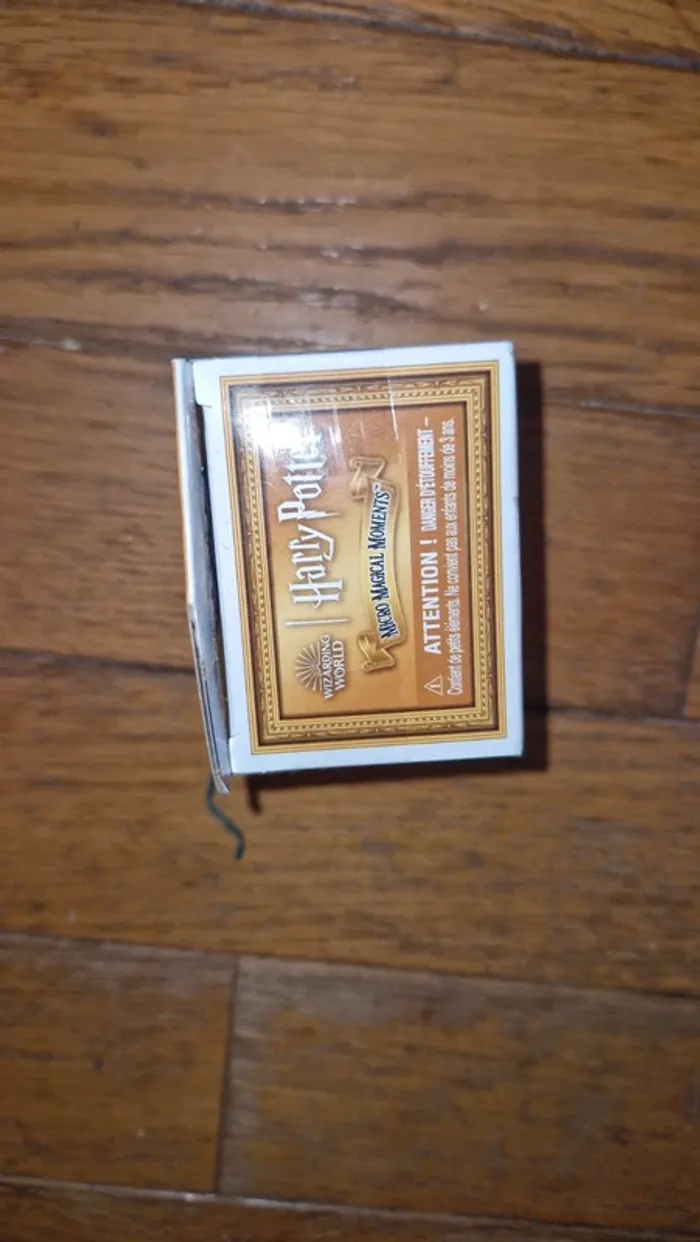 WIZARDING
WORLD
Harry Potter
MICRO MAGICAL MOMENTS™
ATTENTION ! DANGER D'ÉTOUFFEMENT –
Contient de petits éléments. Ne convient pas aux enfants de moins de 3 ans.